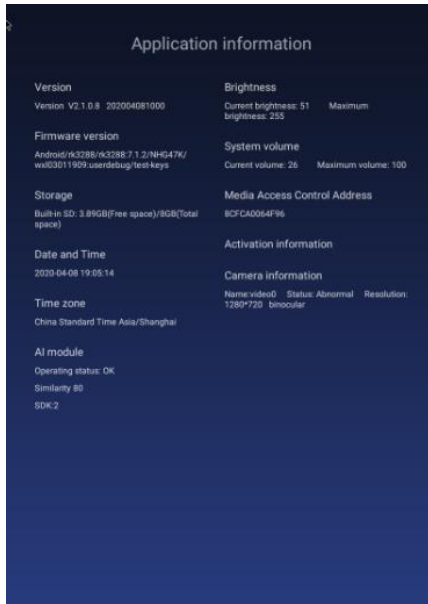 Application information
Version
Version V2.1.0.8 202004081000
Firmware version
Android/rk3288/rk3288:7.1.2/NHG47K/
wxl03011909:userdebug/test-keys
Storage
Built-in SD: 3.89GB(Free space)/8GB(Total
space)
Date and Time
2020-04-08 19:05:14
Time zone
China Standard Time Asia/Shanghai
AI module
Operating status: OK
Similarity 80
SDK:2
Brightness
Current brightness: 51 Maximum
brightness: 255
System volume
Current volume: 26 Maximum volume: 100
Media Access Control Address
8CFCA0064F96
Activation information
Camera information
Name:video0 Status: Abnormal Resolution:
1280*720 binocular